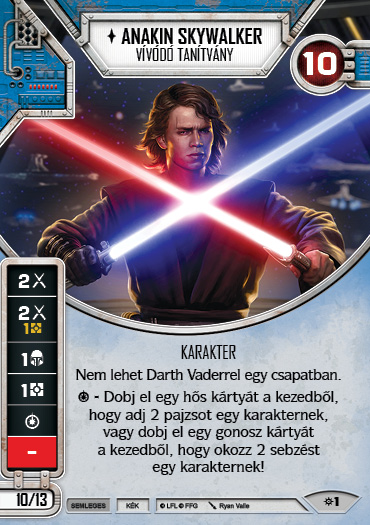 ANAKIN SKYWALKER
VÍVÓDÓ TANÍTVÁNY
10
2
2
1
1
1
-
10/13
KARAKTER
Nem lehet Darth Vaderrel egy csapatban.
- Dobj el egy hős kártyát a kezedből,
hogy adj 2 pajzsot egy karakternek,
vagy dobj el egy gonosz kártyát
a kezedből, hogy okozz 2 sebzést
egy karakternek!
SEMLEGES KÉK © LFL © FFG Ryan Valle 1